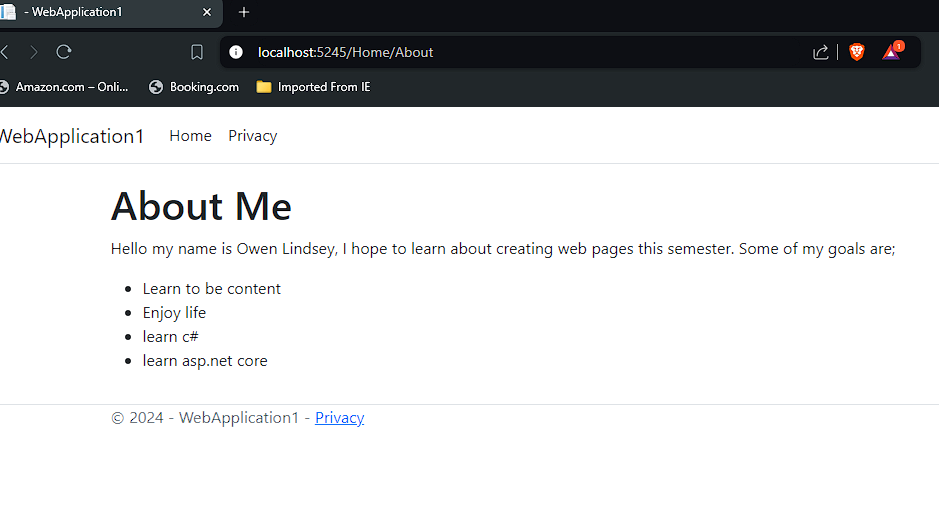 - WebApplication1
localhost:5245/Home/About
1
Amazon.com – Onli... Booking.com Imported From IE
WebApplication1 Home Privacy
About Me
Hello my name is Owen Lindsey, I hope to learn about creating web pages this semester. Some of my goals are;
• Learn to be content
• Enjoy life
• learn c#
• learn asp.net core
© 2024 - WebApplication1 - Privacy